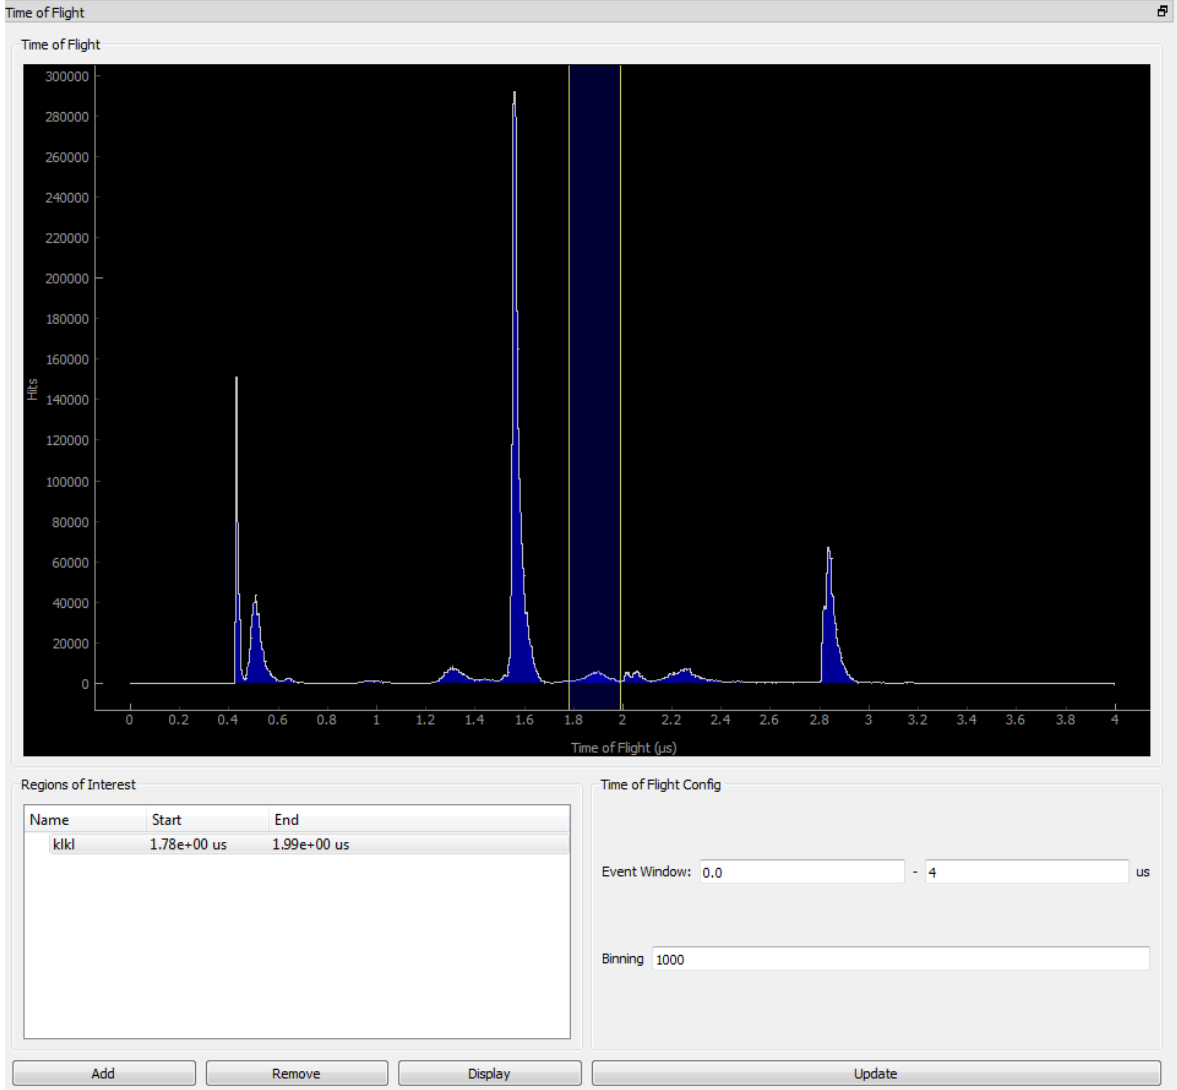 Time of Flight
Time of Flight
300000
280000
260000
240000
220000
200000
180000
160000
140000
120000
100000
80000
60000
40000
20000
0
Hits
0 0.2 0.4 0.6 0.8 1 1.2 1.4 1.6 1.8 2 2.2 2.4 2.6 2.8 3 3.2 3.4 3.6 3.8 4
Time of Flight (µs)
Regions of Interest
Name Start End
klkl 1.78e+00 us 1.99e+00 us
Time of Flight Config
Event Window: 0.0 - 4 us
Binning 1000
Add Remove Display Update